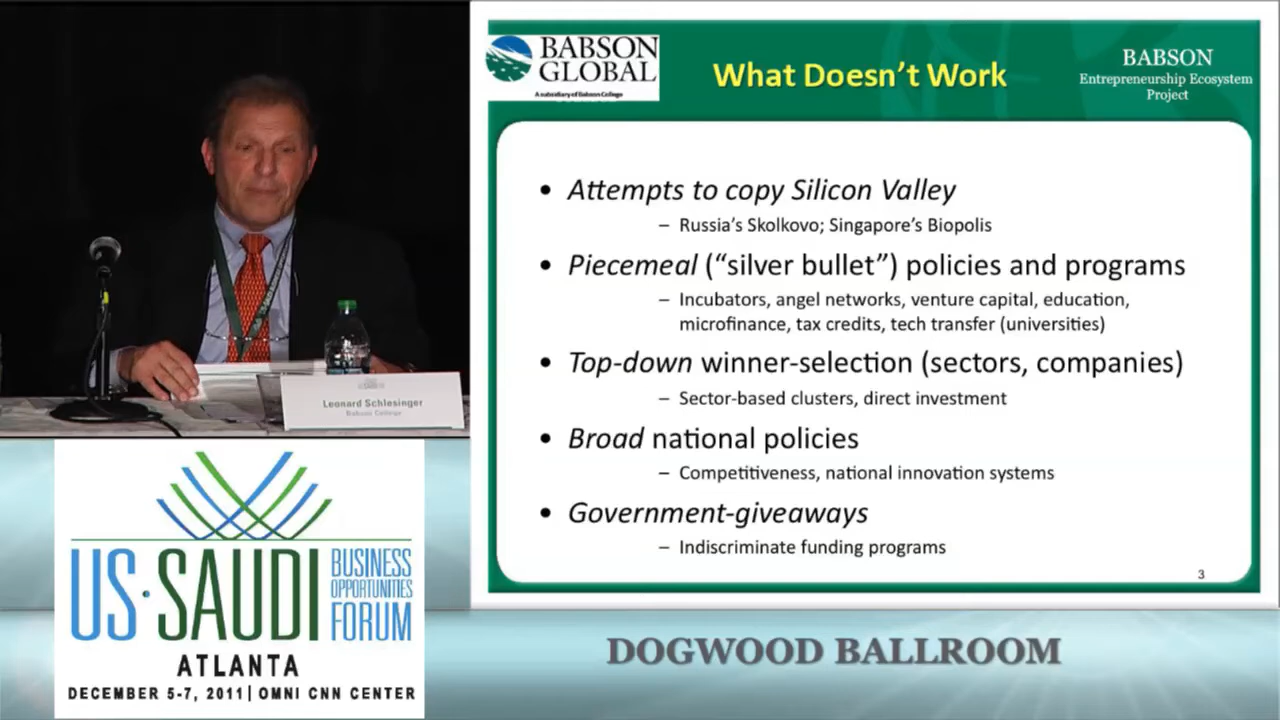 BABSON
GLOBAL
A subsidiary of Babson College
What Doesn't Work
BABSON
Entrepreneurship Ecosystem
Project
• Attempts to copy Silicon Valley
– Russia's Skolkovo; Singapore's Biopolis
• Piecemeal (“silver bullet”) policies and programs
– Incubators, angel networks, venture capital, education,
microfinance, tax credits, tech transfer (universities)
• Top-down winner-selection (sectors, companies)
– Sector-based clusters, direct investment
• Broad national policies
– Competitiveness, national innovation systems
• Government-giveaways
– Indiscriminate funding programs
3
Leonard Schlesinger
Babson College
US·SAUDI
BUSINESS
OPPORTUNITIES
FORUM
ATLANTA
DECEMBER 5-7, 2011| OMNI CNN CENTER
DOGWOOD BALLROOM